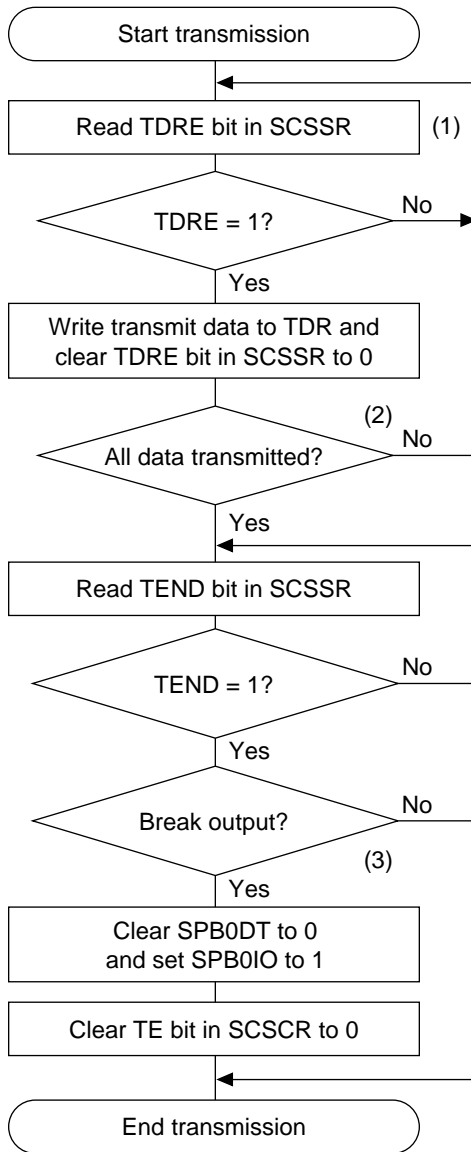 Start transmission
Read TDRE bit in SCSSR
(1)
TDRE = 1?
No
Yes
Write transmit data to TDR and
clear TDRE bit in SCSSR to 0
(2)
All data transmitted?
No
Yes
Read TEND bit in SCSSR
TEND = 1?
No
Yes
Break output?
No
(3)
Yes
Clear SPB0DT to 0
and set SPB0IO to 1
Clear TE bit in SCSCR to 0
End transmission